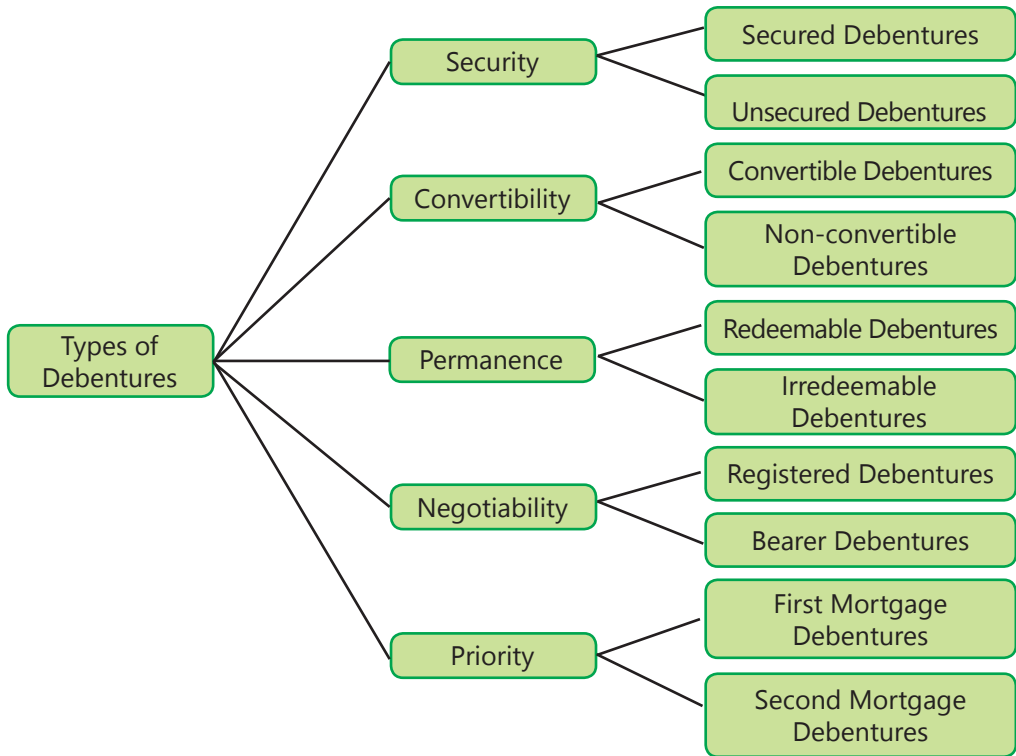 Types of
Debentures
Security
Secured Debentures
Unsecured Debentures
Convertibility
Convertible Debentures
Non-convertible
Debentures
Permanence
Redeemable Debentures
Irredeemable
Debentures
Negotiability
Registered Debentures
Bearer Debentures
Priority
First Mortgage
Debentures
Second Mortgage
Debentures